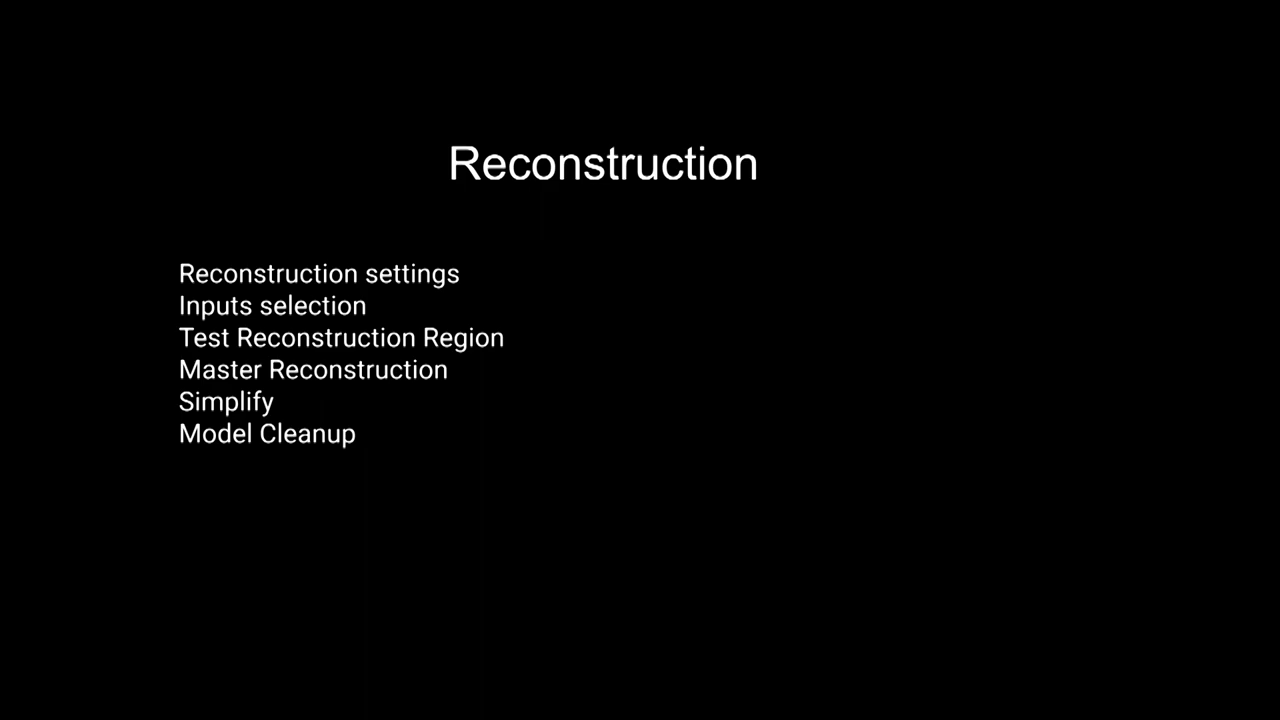 Reconstruction
Reconstruction settings
Inputs selection
Test Reconstruction Region
Master Reconstruction
Simplify
Model Cleanup